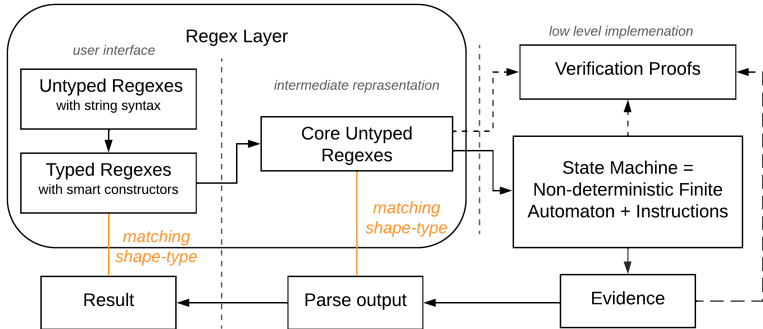 Regex Layer
user interface
intermediate reprasentation
low level implemenation
Untyped Regexes
with string syntax
Typed Regexes
with smart constructors
Core Untyped
Regexes
Verification Proofs
State Machine =
Non-deterministic Finite
Automaton + Instructions
matching
shape-type
matching
shape-type
Result
Parse output
Evidence